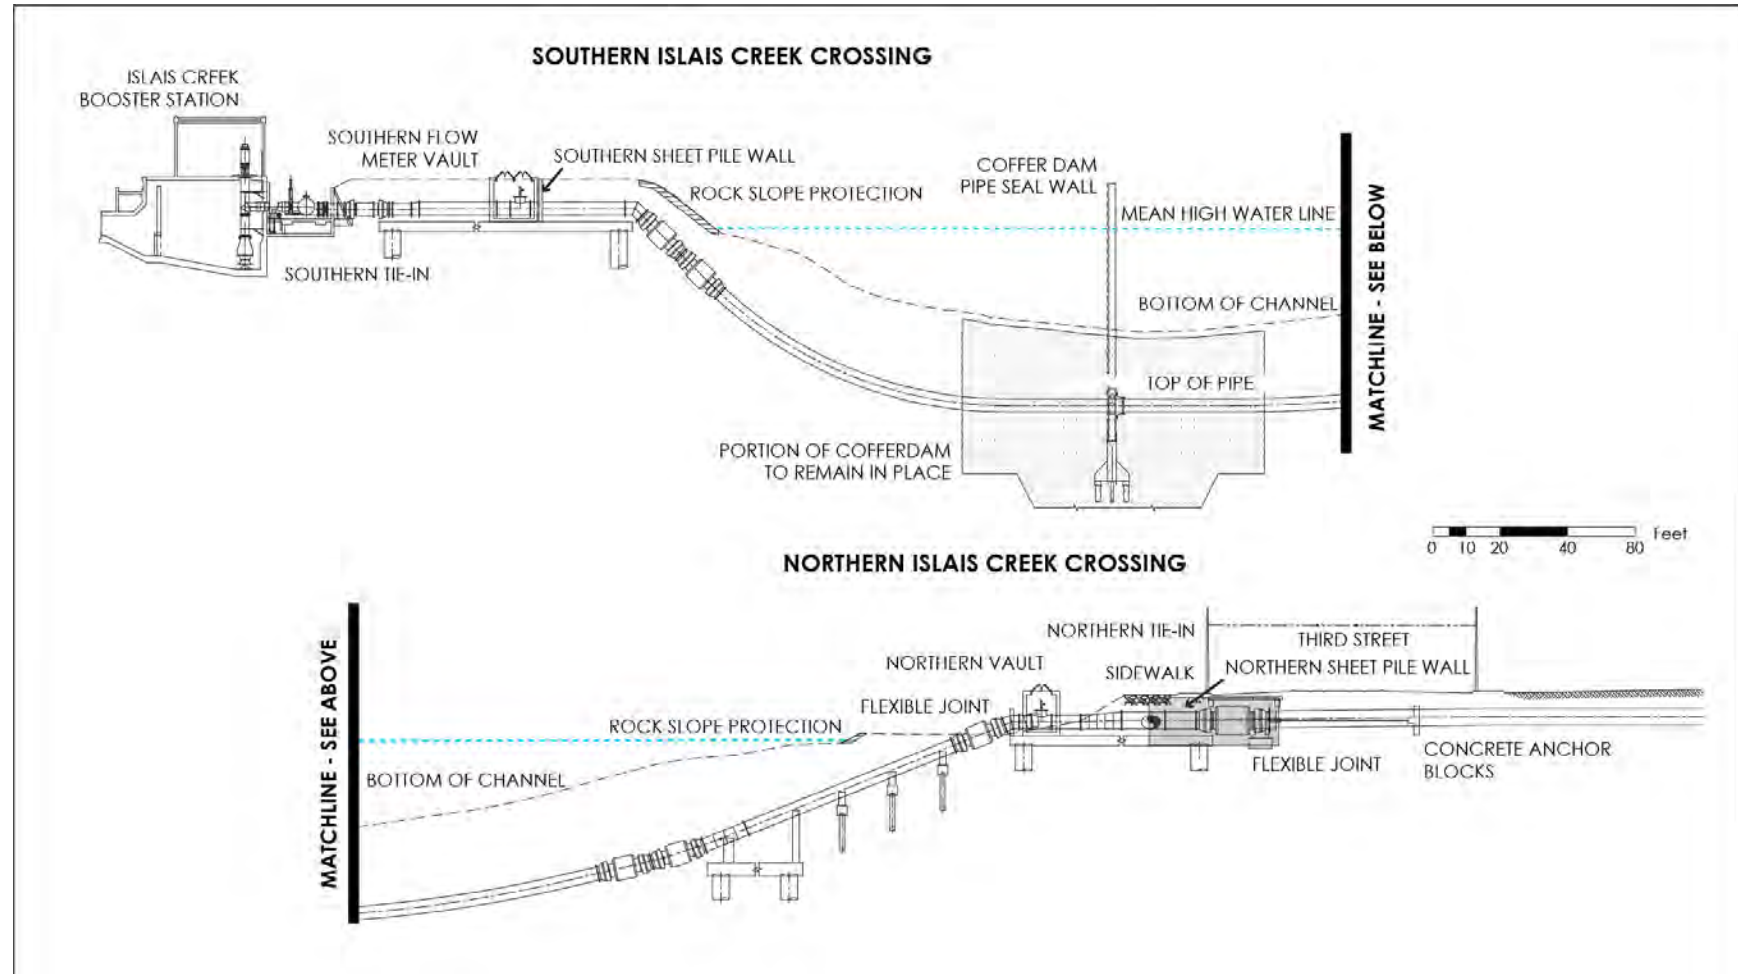 SOUTHERN ISLAIS CREEK CROSSING
ISLAIS CREEK
BOOSTER STATION
SOUTHERN FLOW
METER VAULT
SOUTHERN SHEET PILE WALL
ROCK SLOPE PROTECTION
COFFER DAM
PIPE SEAL WALL
MEAN HIGH WATER LINE
SOUTHERN TIE-IN
BOTTOM OF CHANNEL
TOP OF PIPE
PORTION OF COFFERDAM
TO REMAIN IN PLACE
MATCHLINE - SEE BELOW
0 10 20 40 80 Feet
NORTHERN ISLAIS CREEK CROSSING
MATCHLINE - SEE ABOVE
NORTHERN TIE-IN
THIRD STREET
NORTHERN VAULT
SIDEWALK
NORTHERN SHEET PILE WALL
FLEXIBLE JOINT
ROCK SLOPE PROTECTION
BOTTOM OF CHANNEL
FLEXIBLE JOINT
CONCRETE ANCHOR
BLOCKS